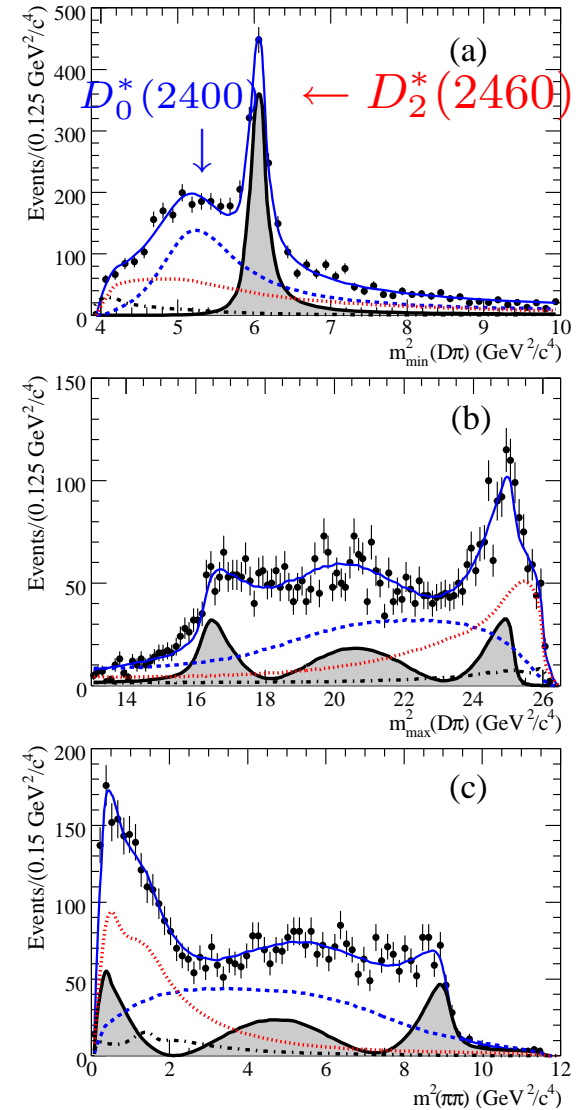 500
(a)
400
D₀*(2400) ← D₂*(2460)
↓
300
200
100
0
4 5 6 7 8 9 10
m²min(Dπ) (GeV²/c⁴)
Events/(0.125 GeV²/c⁴)
150
(b)
100
50
0
14 16 18 20 22 24 26
m²max(Dπ) (GeV²/c⁴)
Events/(0.125 GeV²/c⁴)
200
(c)
150
100
50
0
0 2 4 6 8 10 12
m²(ππ) (GeV²/c⁴)
Events/(0.15 GeV²/c⁴)